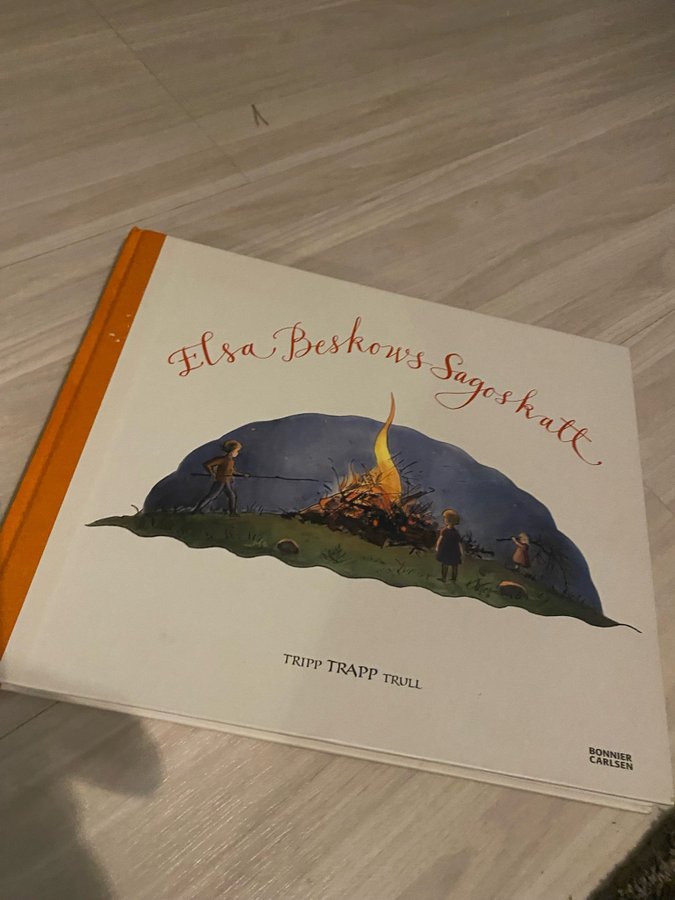 Elsa Beskows Sagoskatt
TRIPP TRAPP TRULL
BONNIER
CARLSEN